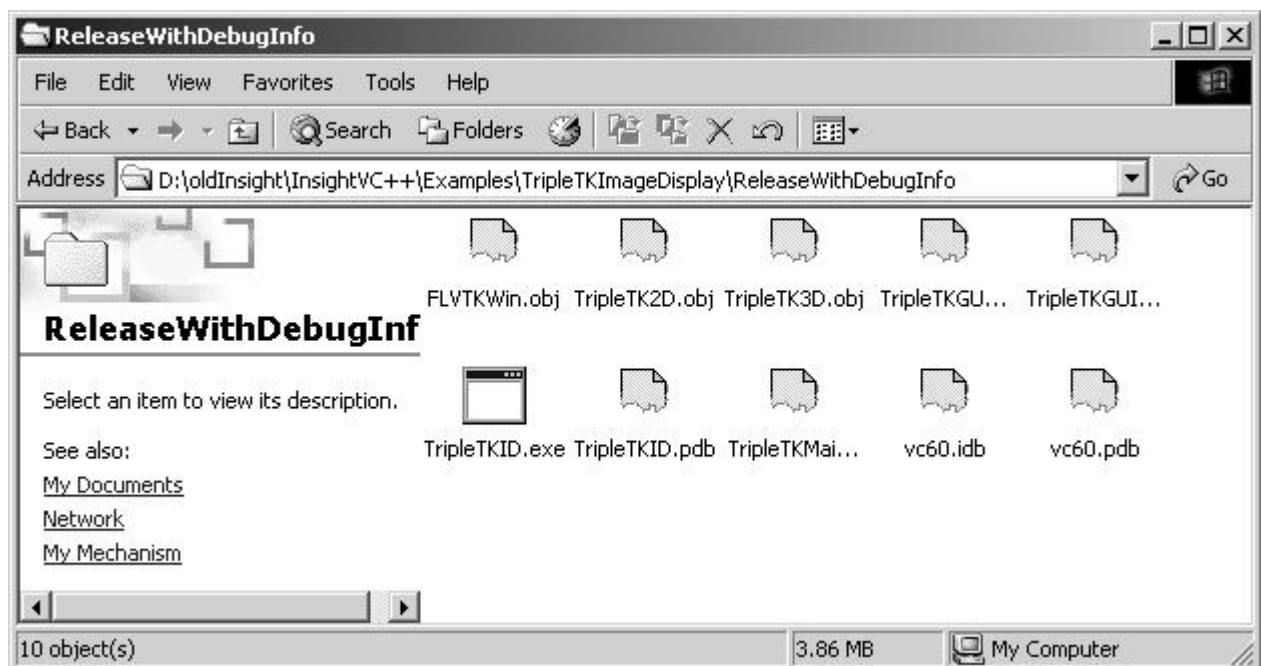 ReleaseWithDebugInfo
File Edit View Favorites Tools Help
Back Search Folders
Address D:\oldInsight\InsightVC++\Examples\TripleTKImageDisplay\ReleaseWithDebugInfo Go
ReleaseWithDebugInf
Select an item to view its description.
See also:
My Documents
Network
My Mechanism
FLVTKWin.obj TripleTK2D.obj TripleTK3D.obj TripleTKGU... TripleTKGUI...
TripleTKID.exe TripleTKID.pdb TripleTKMai... vc60.idb vc60.pdb
10 object(s) 3.86 MB My Computer